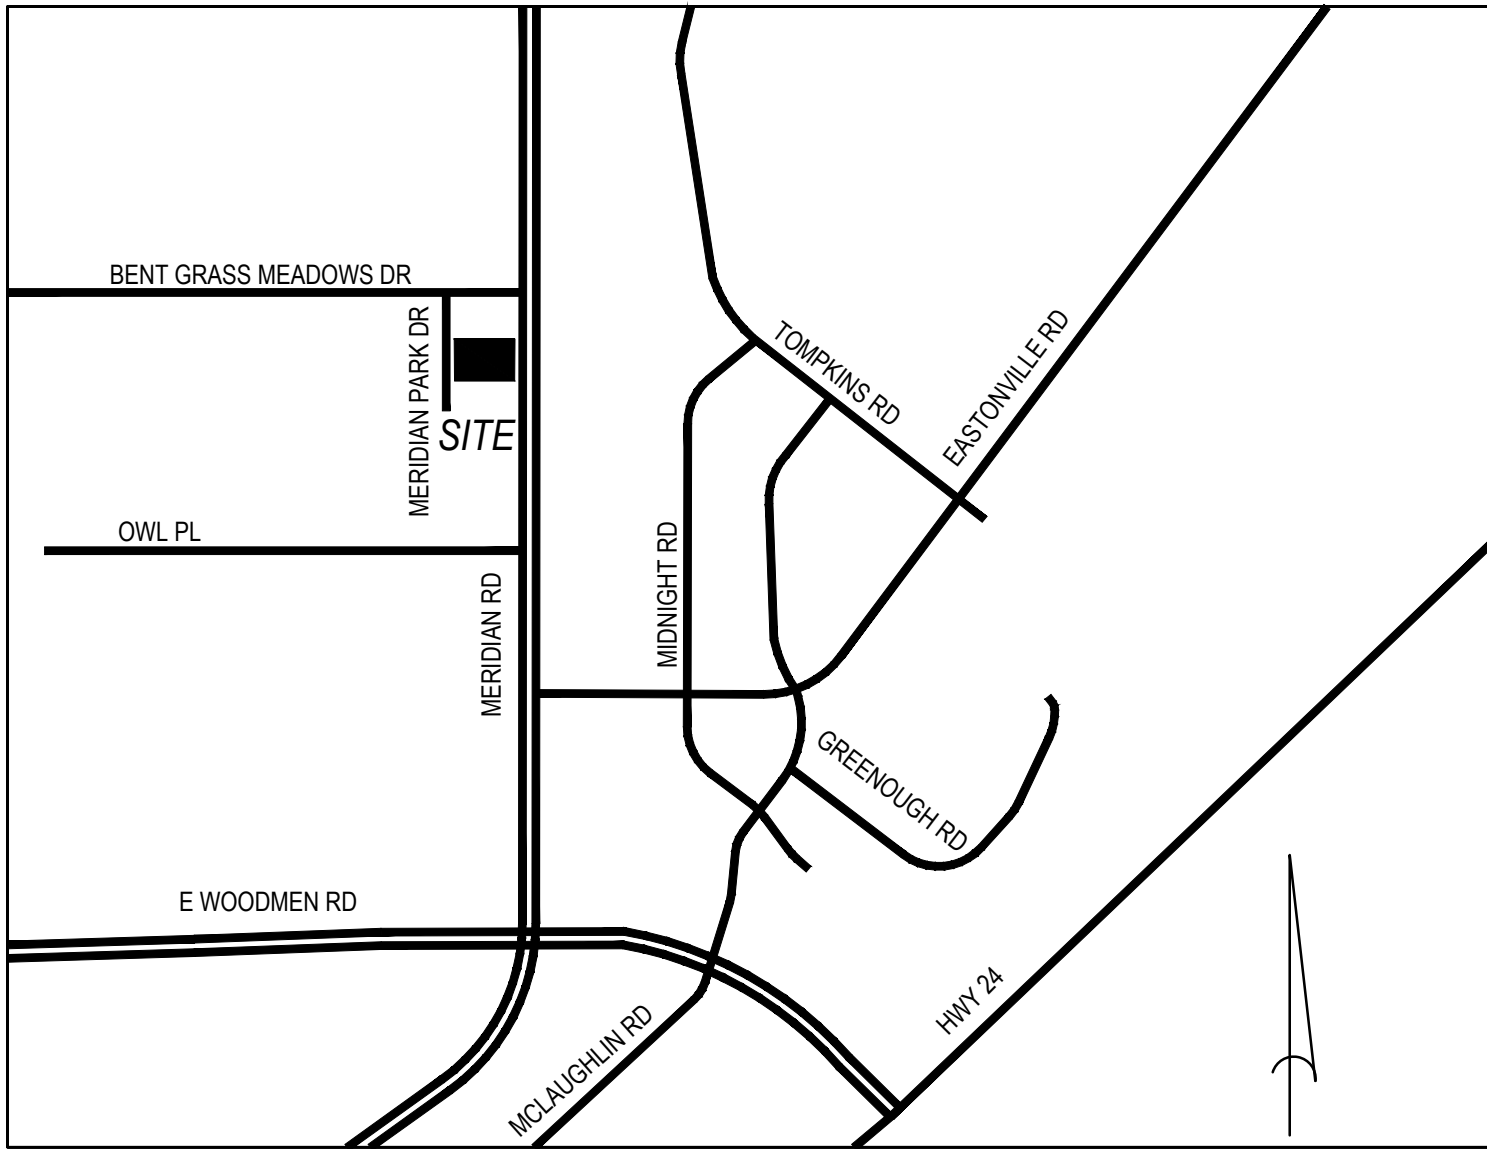 BENT GRASS MEADOWS DR
MERIDIAN PARK DR
SITE
TOMPKINS RD
EASTONVILLE RD
OWL PL
MERIDIAN RD
MIDNIGHT RD
GREENOUGH RD
E WOODMEN RD
HWY 24
MCLAUGHLIN RD